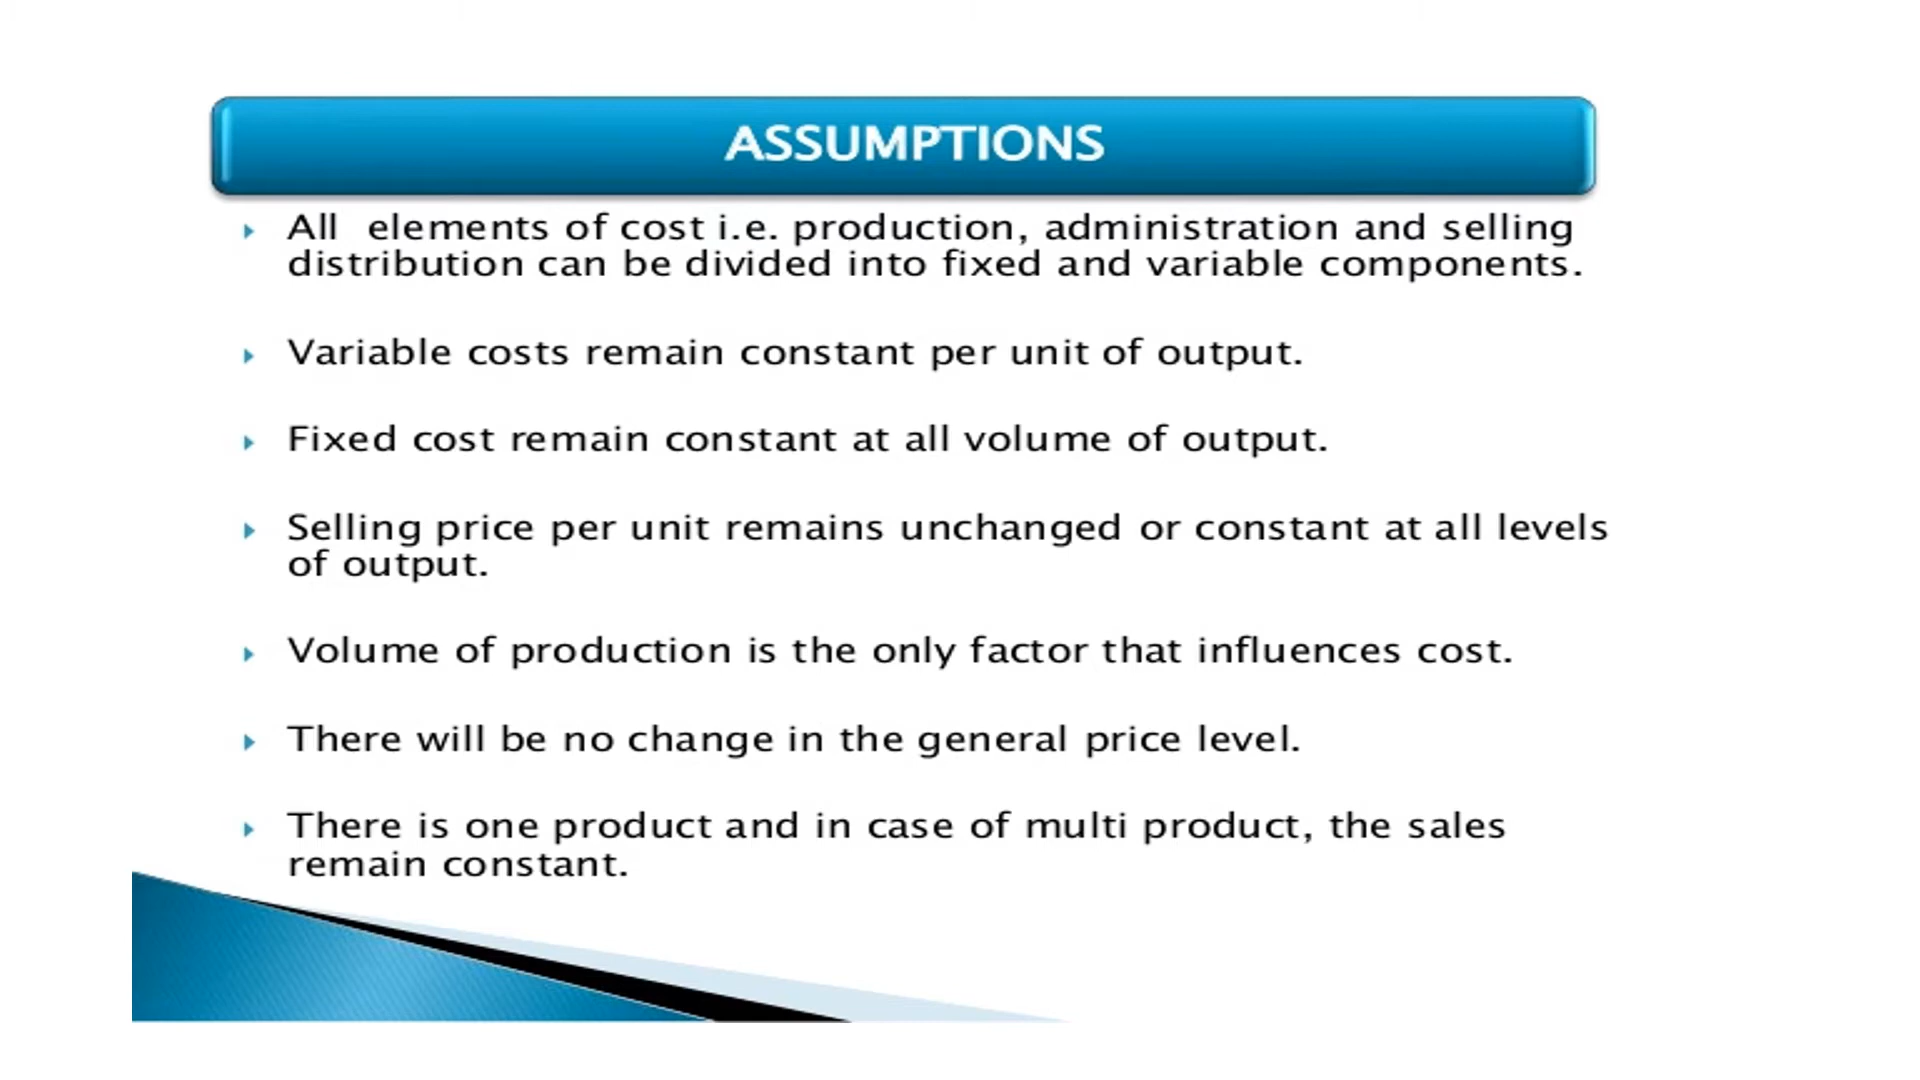 ASSUMPTIONS
All elements of cost i.e. production, administration and selling
distribution can be divided into fixed and variable components.
Variable costs remain constant per unit of output.
Fixed cost remain constant at all volume of output.
Selling price per unit remains unchanged or constant at all levels
of output.
Volume of production is the only factor that influences cost.
There will be no change in the general price level.
There is one product and in case of multi product, the sales
remain constant.